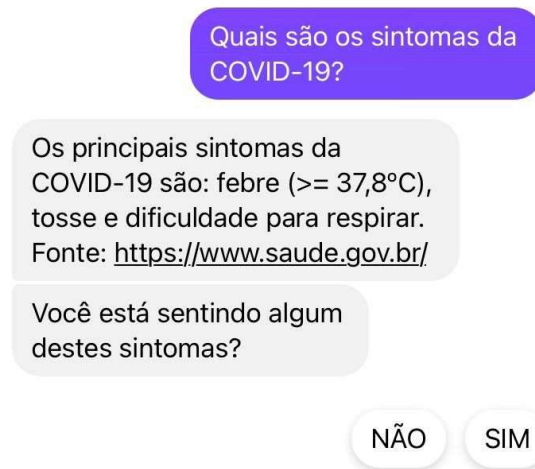 Quais são os sintomas da
COVID-19?
Os principais sintomas da
COVID-19 são: febre (>= 37,8ºC),
tosse e dificuldade para respirar.
Fonte: https://www.saude.gov.br/
Você está sentindo algum
destes sintomas?
NÃO SIM